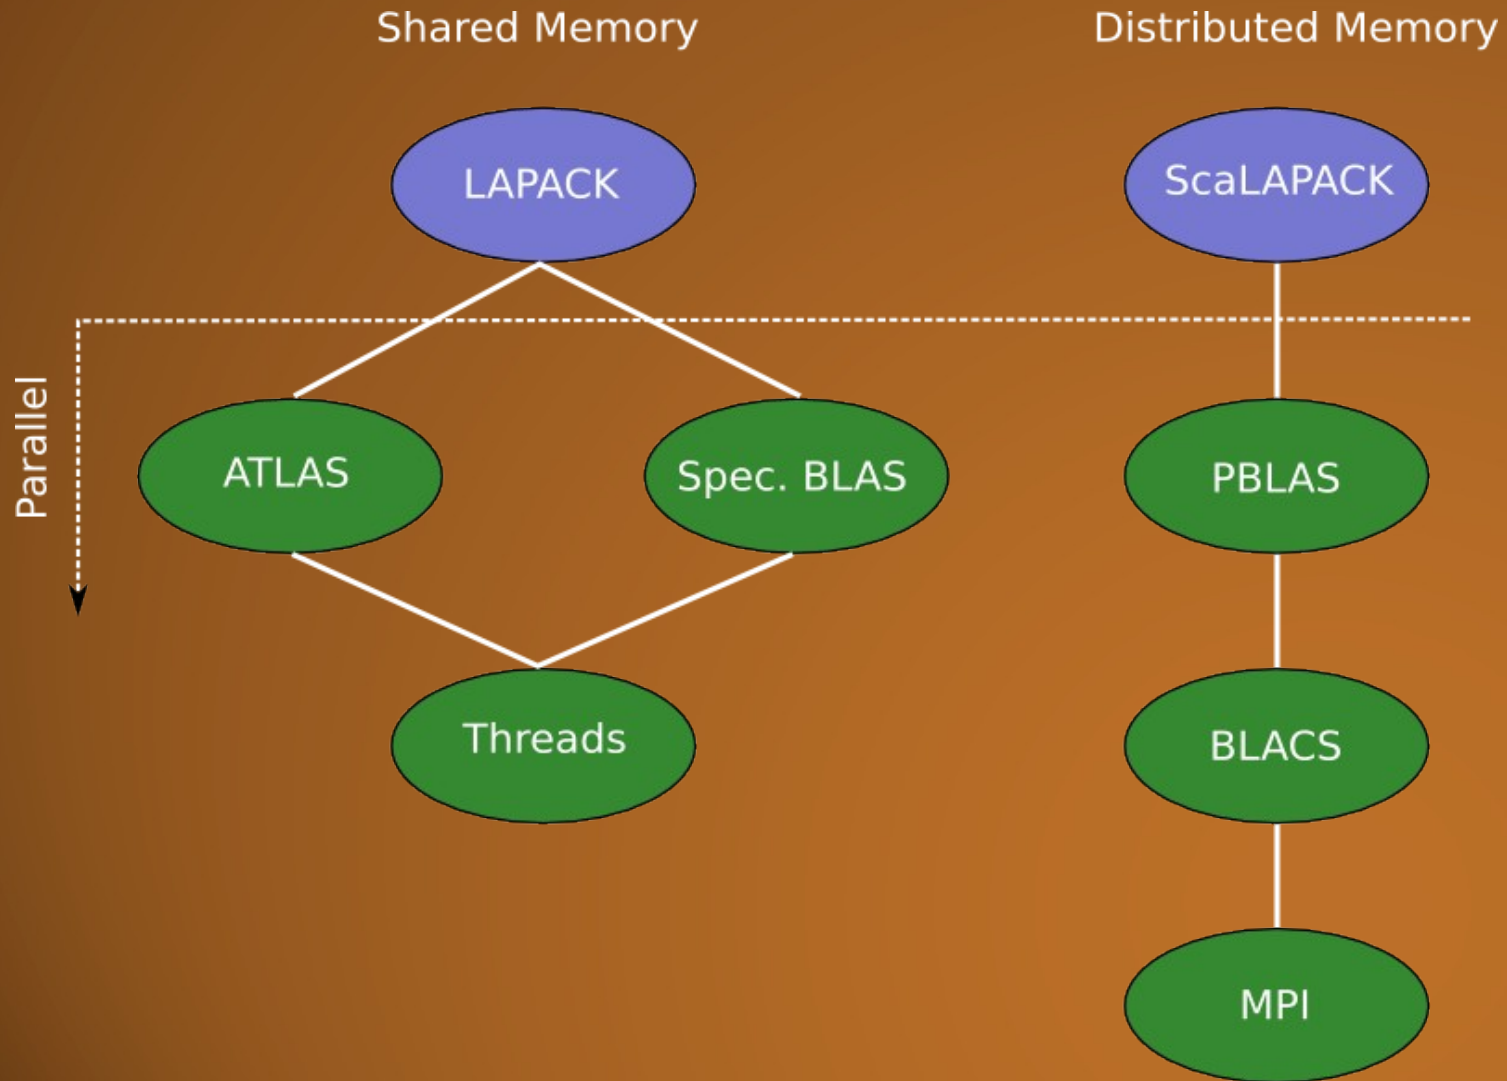 Shared Memory
Distributed Memory
LAPACK
ScaLAPACK
Parallel
ATLAS
Spec. BLAS
PBLAS
Threads
BLACS
MPI